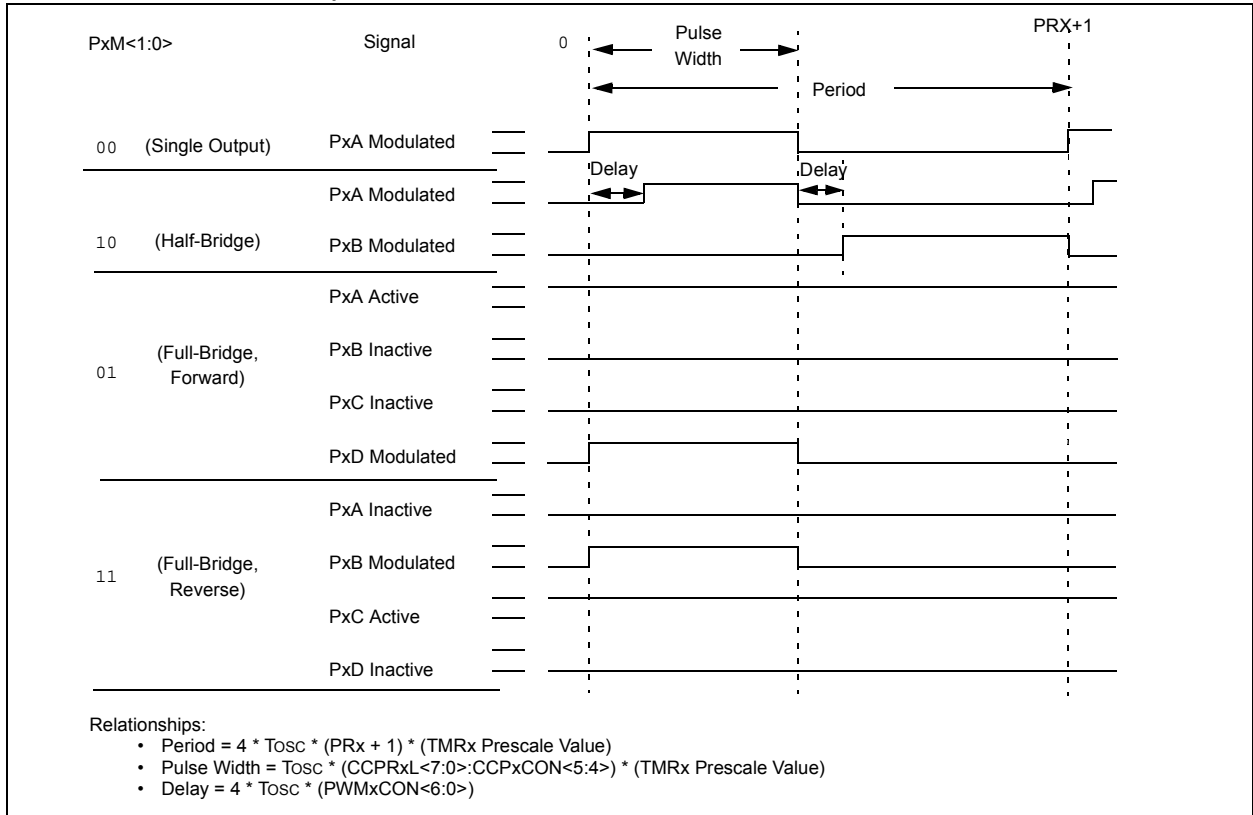 PxM<1:0> Signal 0 Pulse Width PRX+1
Period
00 (Single Output) PxA Modulated
Delay Delay
PxA Modulated
10 (Half-Bridge) PxB Modulated
PxA Active
PxB Inactive
01 (Full-Bridge, Forward)
PxC Inactive
PxD Modulated
PxA Inactive
PxB Modulated
11 (Full-Bridge, Reverse)
PxC Active
PxD Inactive
Relationships:
• Period = 4 * TOSC * (PRx + 1) * (TMRx Prescale Value)
• Pulse Width = TOSC * (CCPRxL<7:0>:CCPxCON<5:4>) * (TMRx Prescale Value)
• Delay = 4 * TOSC * (PWMxCON<6:0>)